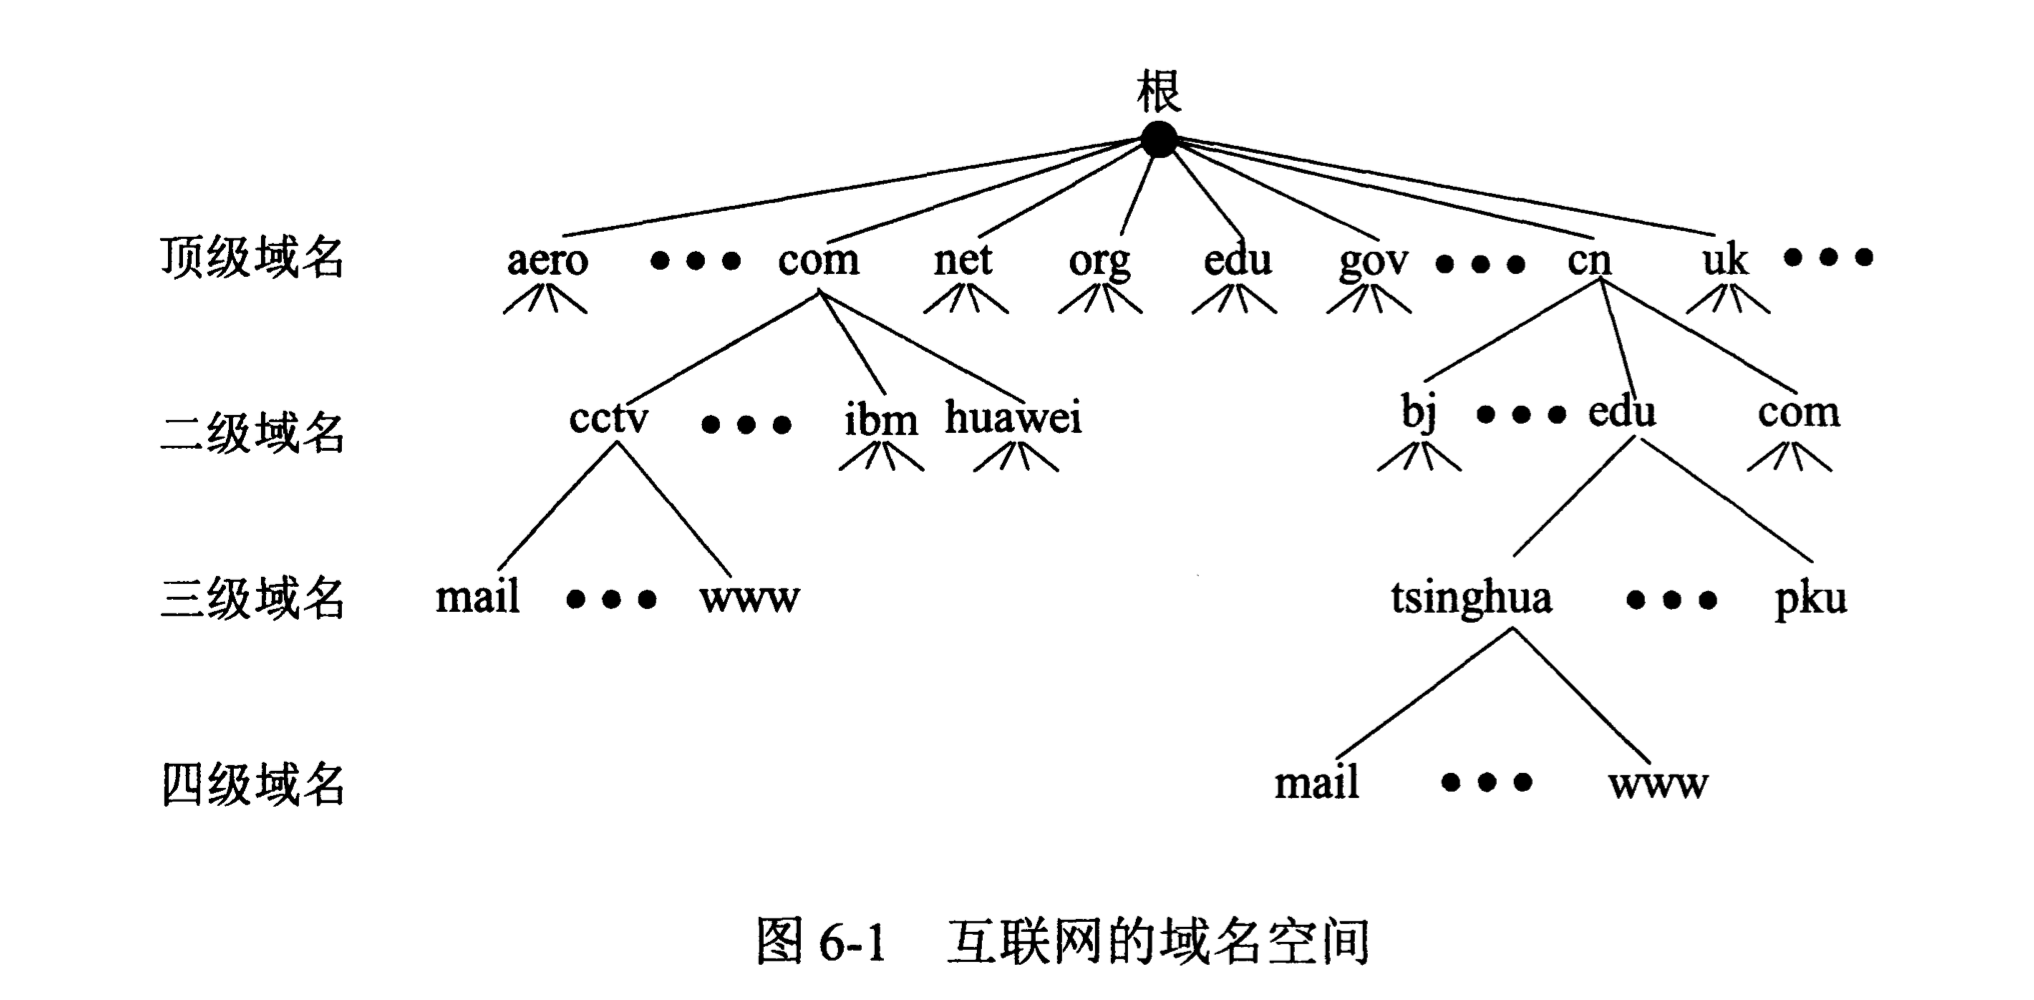 根
顶级域名 aero ••• com net org edu gov ••• cn uk •••
二级域名 cctv ••• ibm huawei bj ••• edu com
三级域名 mail ••• www tsinghua ••• pku
四级域名 mail ••• www
图 6-1 互联网的域名空间